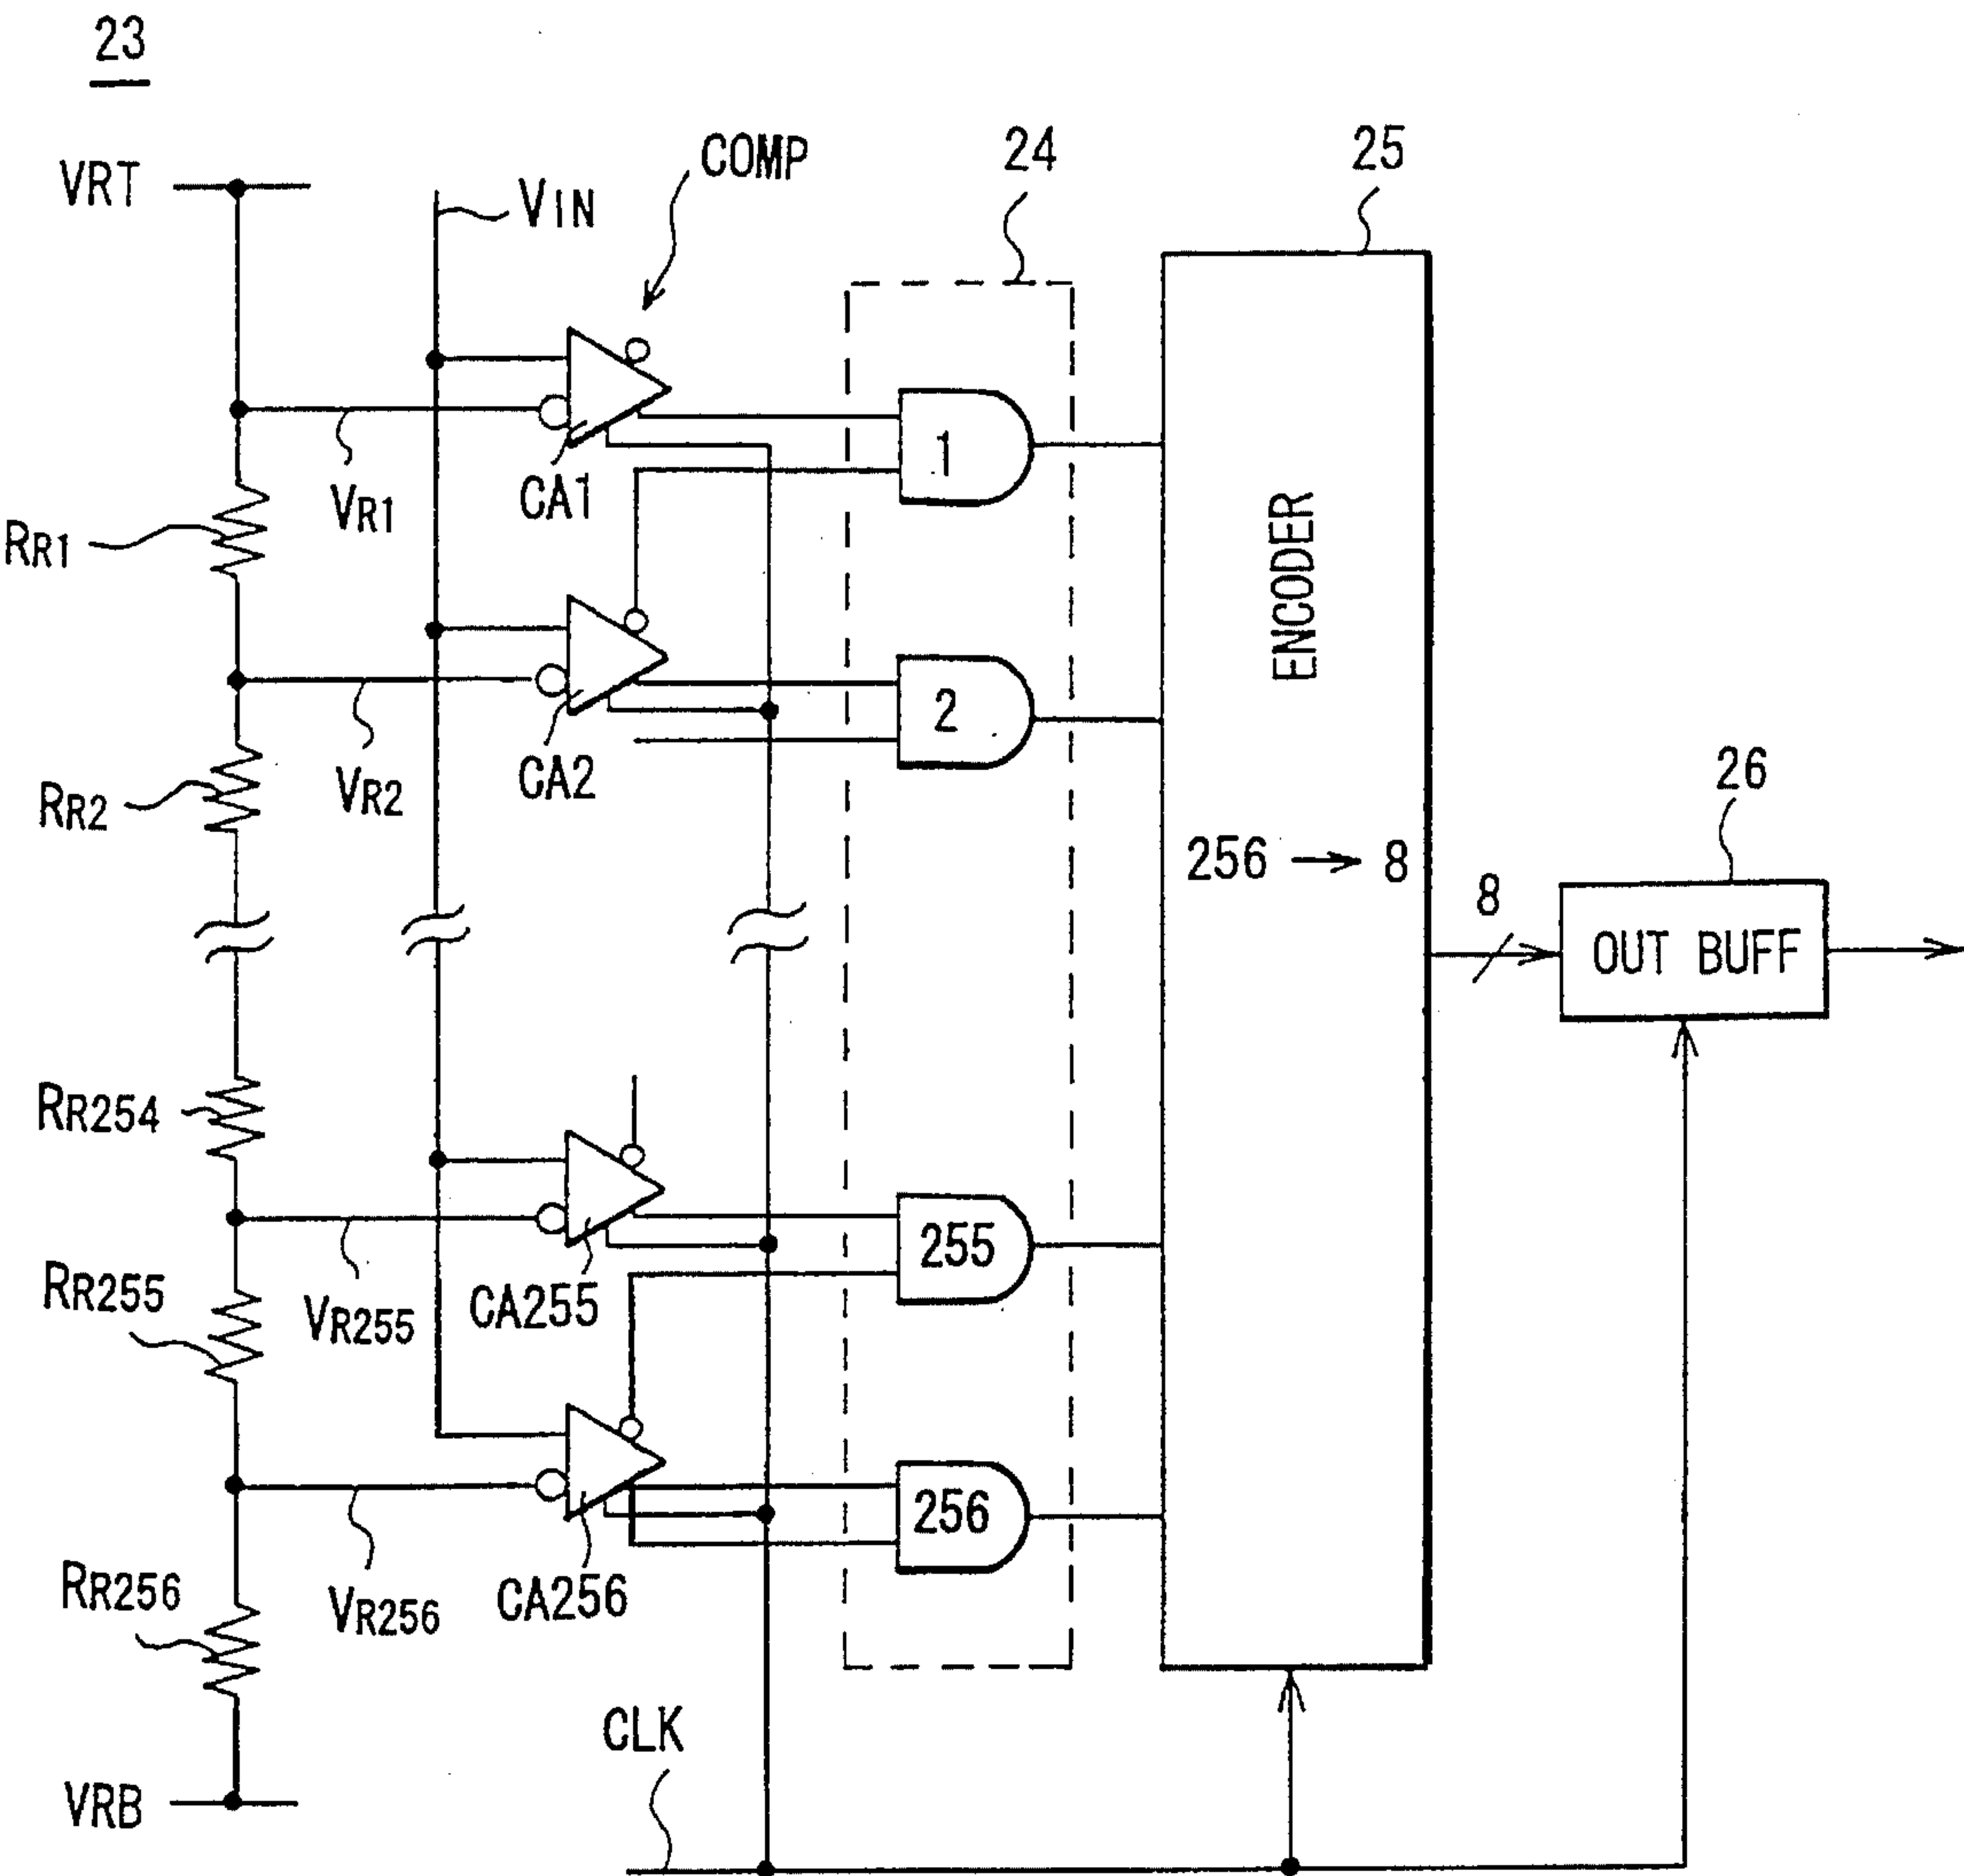 23
VRT
VIN
COMP
24
25
1
VR1
CA1
RR1
ENCODER
2
VR2
CA2
RR2
26
256 → 8
8
OUT BUFF
RR254
255
RR255
VR255
CA255
256
RR256
VR256
CA256
CLK
VRB